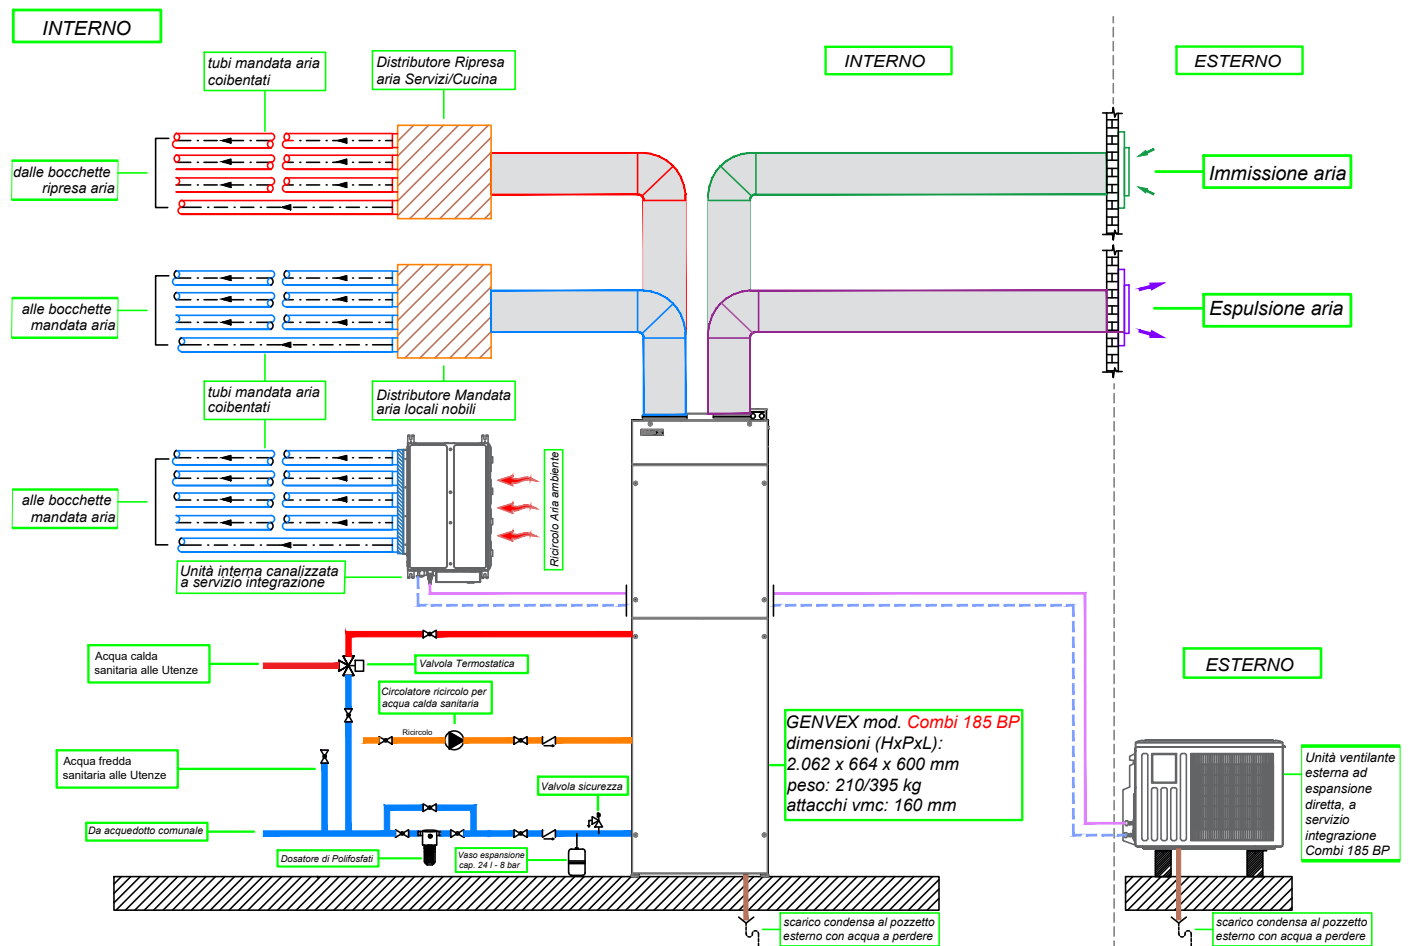 INTERNO
tubi mandata aria
coibentati
Distributore Ripresa
aria Servizi/Cucina
INTERNO
ESTERNO
dalle bocchette
ripresa aria
Immissione aria
alle bocchette
mandata aria
Espulsione aria
tubi mandata aria
coibentati
Distributore Mandata
aria locali nobili
alle bocchette
mandata aria
Ricircolo Aria ambiente
Unità interna canalizzata
a servizio integrazione
Acqua calda
sanitaria alle Utenze
Valvola Termostatica
ESTERNO
Circolatore ricircolo per
acqua calda sanitaria
Ricircolo
GENVEX mod. Combi 185 BP
dimensioni (HxPxL):
2.062 x 664 x 600 mm
peso: 210/395 kg
attacchi vmc: 160 mm
Acqua fredda
sanitaria alle Utenze
Valvola sicurezza
Unità ventilante
esterna ad
espansione
diretta, a
servizio
integrazione
Combi 185 BP
Da acquedotto comunale
Dosatore di Polifosfati
Vaso espansione
cap. 24 l - 8 bar
scarico condensa al pozzetto
esterno con acqua a perdere
scarico condensa al pozzetto
esterno con acqua a perdere